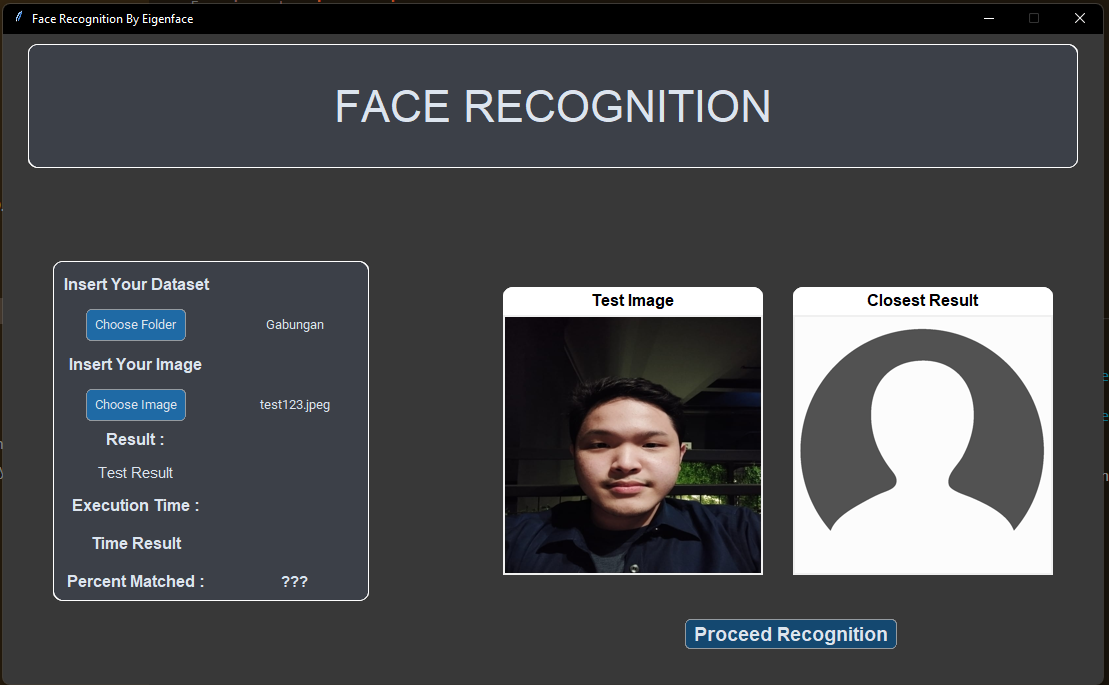 Face Recognition By Eigenface
FACE RECOGNITION
Insert Your Dataset
Choose Folder
Gabungan
Insert Your Image
Choose Image
test123.jpeg
Result :
Test Result
Execution Time :
Time Result
Percent Matched :
???
Test Image
Closest Result
Proceed Recognition